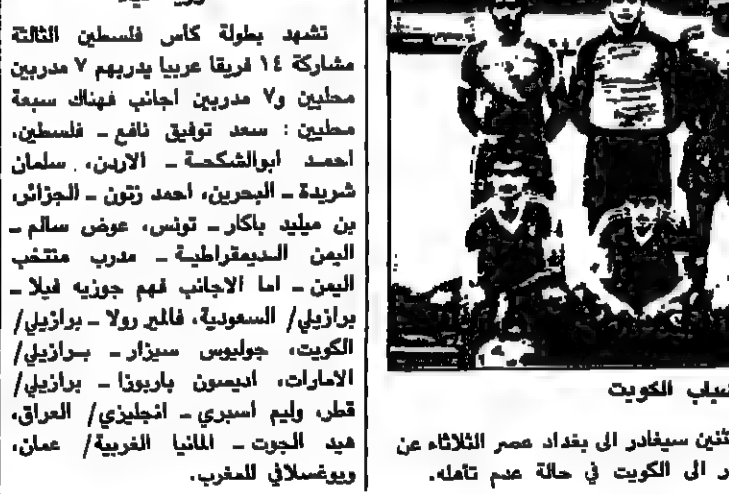 تشهد بطولة كأس فلسطين الثالثة
مشاركة ١٤ فريقا عربيا يدربهم ٧ مدربين
محليين و٧ مدربين اجانب فهناك سبعة
محليين : سعد توفيق نافع ـ فلسطين،
احمد ابوالشكحة ـ الاردن، سلمان
شريدة ـ البحرين، احمد زتون ـ الجزائر،
بن ميليد باكار ـ تونس، عوض سالم ـ
اليمن الديمقراطية ـ مدرب منتخب
اليمن ـ اما الاجانب فهم جوزيه فيلا ـ
برازيلي/ السعودية، فالمير رولا ـ برازيلي/
الكويت، جوليوس سيزار ـ برازيلي/
الامارات، اديسون باربوزا ـ برازيلي/
قطر، وليم اسبري ـ انجليزي/ العراق،
هيد الجوت ـ المانيا الغربية/ عمان،
ويوغسلافي للمغرب.
شباب الكويت
ثنين سيغادر الى بغداد عصر الثلاثاء عن
ر الى الكويت في حالة عدم تأهله.